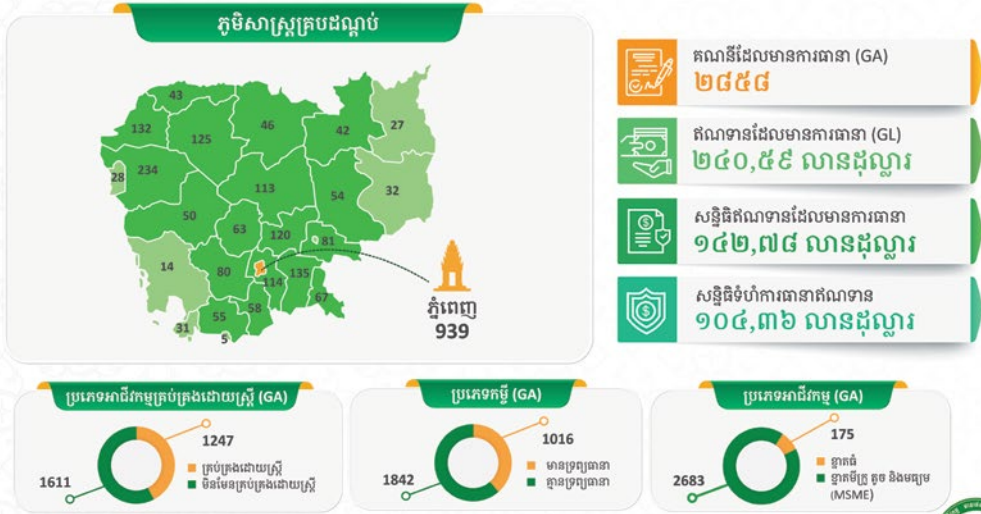 ភូមិសាស្ត្រគ្របដណ្តប់
43
132
125
46
42
27
28
234
113
54
32
50
63
120
81
14
80
114
135
67
31
55
58
5
ភ្នំពេញ
939
គណនីដែលមានការធានា (GA)
២៨៥៨
ឥណទានដែលមានការធានា (GL)
២៤០,៥៩ លានដុល្លារ
សន្និធិឥណទានដែលមានការធានា
១៤២,៧៨ លានដុល្លារ
សន្និធិទំហំការធានាឥណទាន
១០៤,៣៦ លានដុល្លារ
ប្រភេទអាជីវកម្មគ្រប់គ្រងដោយស្ត្រី (GA)
1247
1611
គ្រប់គ្រងដោយស្ត្រី
មិនមែនគ្រប់គ្រងដោយស្ត្រី
ប្រភេទកម្ចី (GA)
1016
1842
មានទ្រព្យធានា
គ្មានទ្រព្យធានា
ប្រភេទអាជីវកម្ម (GA)
175
2683
ខ្នាតធំ
ខ្នាតមីក្រូ តូច និងមធ្យម
(MSME)